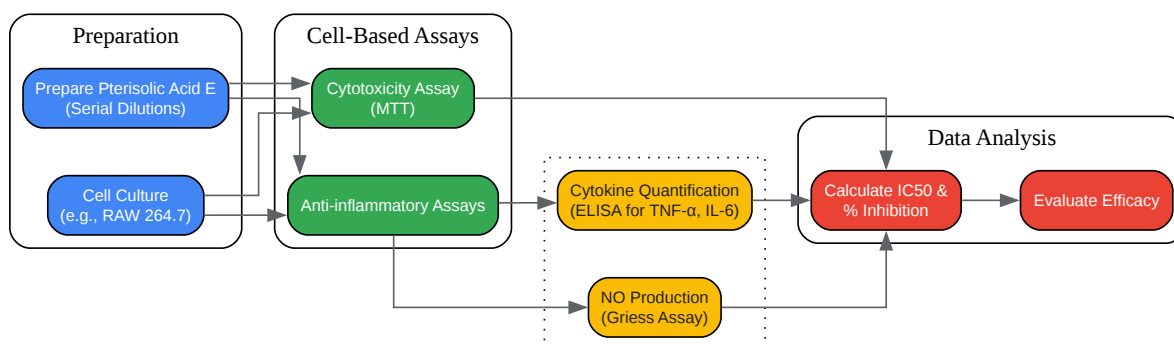 Preparation
Prepare Pterisolic Acid E
(Serial Dilutions)
Cell Culture
(e.g., RAW 264.7)
Cell-Based Assays
Cytotoxicity Assay
(MTT)
Anti-inflammatory Assays
Cytokine Quantification
(ELISA for TNF-α, IL-6)
NO Production
(Griess Assay)
Data Analysis
Calculate IC50 &
% Inhibition
Evaluate Efficacy